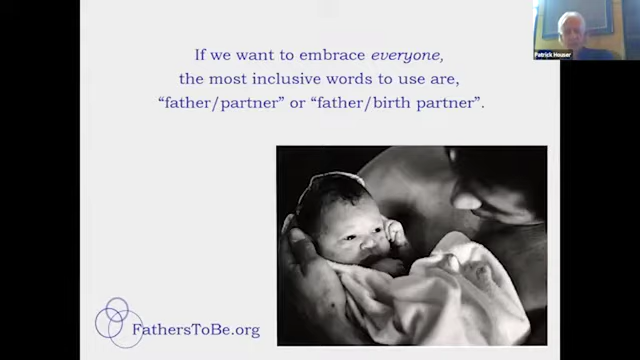 If we want to embrace everyone,
the most inclusive words to use are,
“father/partner” or “father/birth partner”.
FathersToBe.org
Patrick Houser